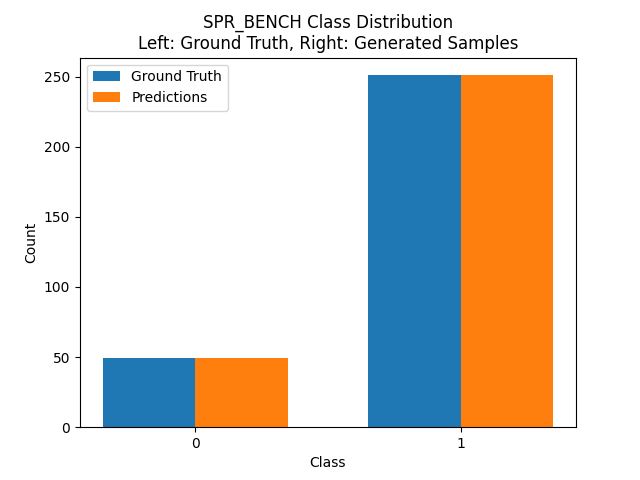 SPR_BENCH Class Distribution
Left: Ground Truth, Right: Generated Samples
Ground Truth
Predictions
250
200
150
100
50
0
Count
0 1
Class